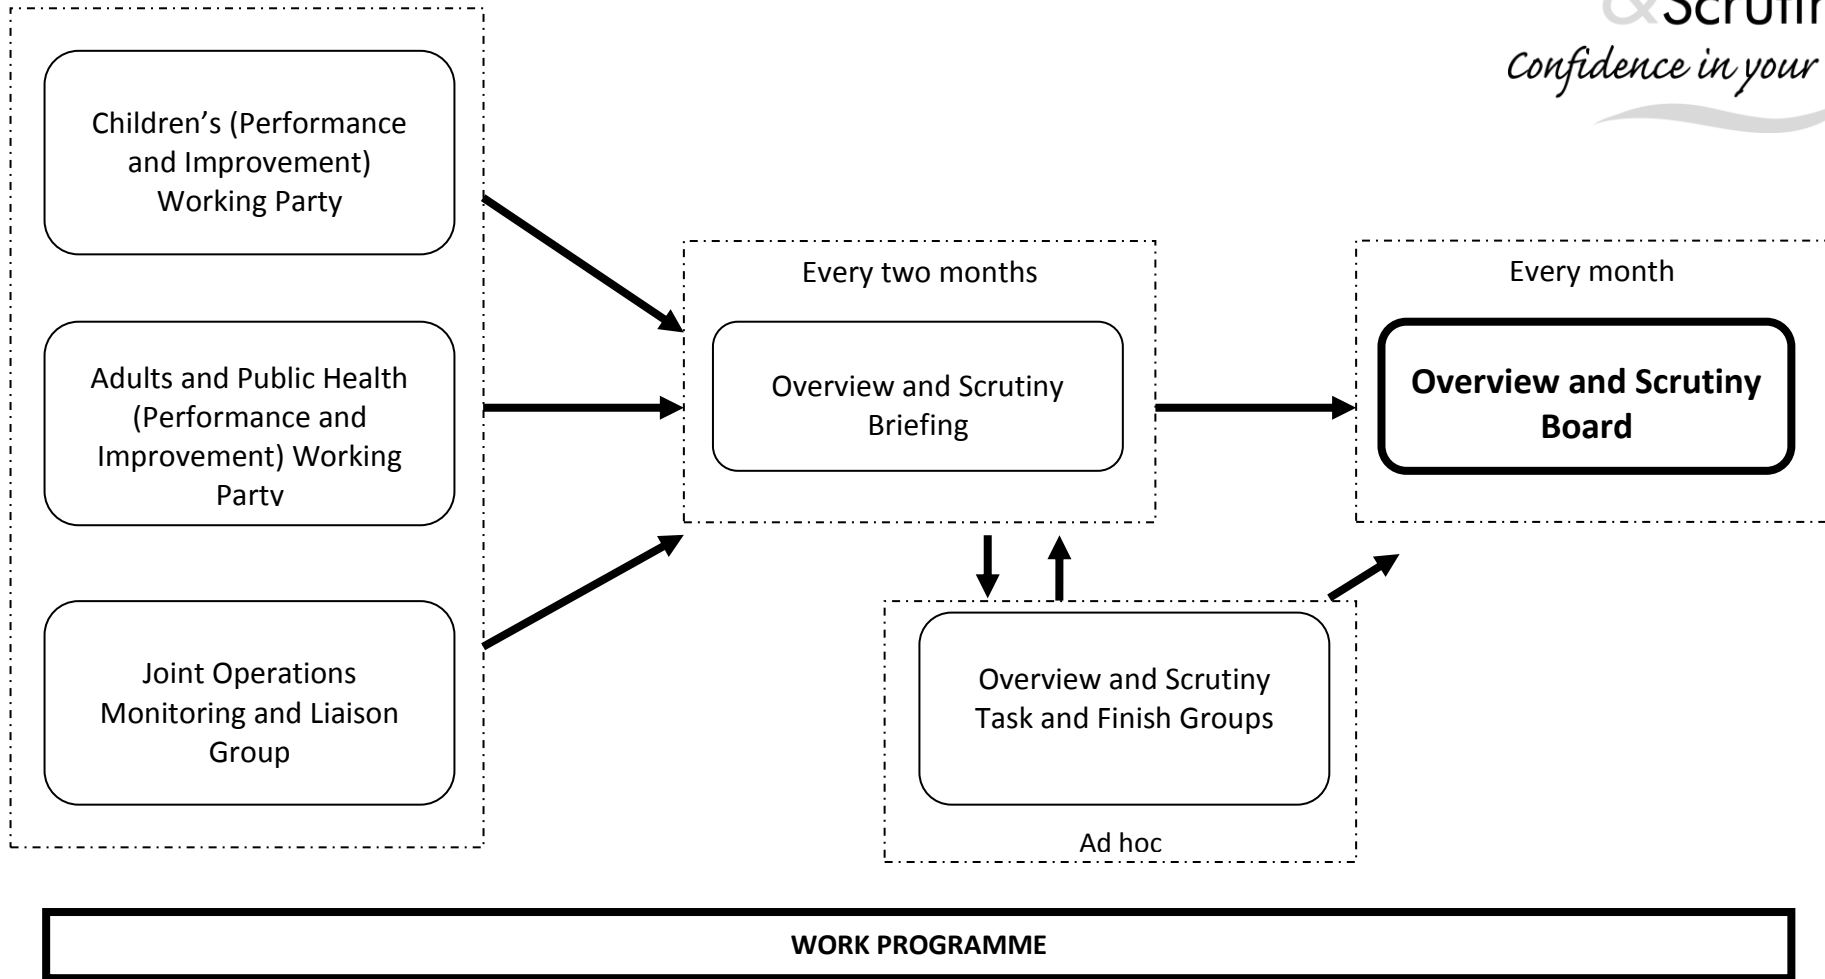 &Scrutin
Confidence in your
Children’s (Performance
and Improvement)
Working Party
Every two months
Every month
Adults and Public Health
(Performance and
Improvement) Working
Party
Overview and Scrutiny
Briefing
Overview and Scrutiny
Board
Joint Operations
Monitoring and Liaison
Group
Overview and Scrutiny
Task and Finish Groups
Ad hoc
WORK PROGRAMME